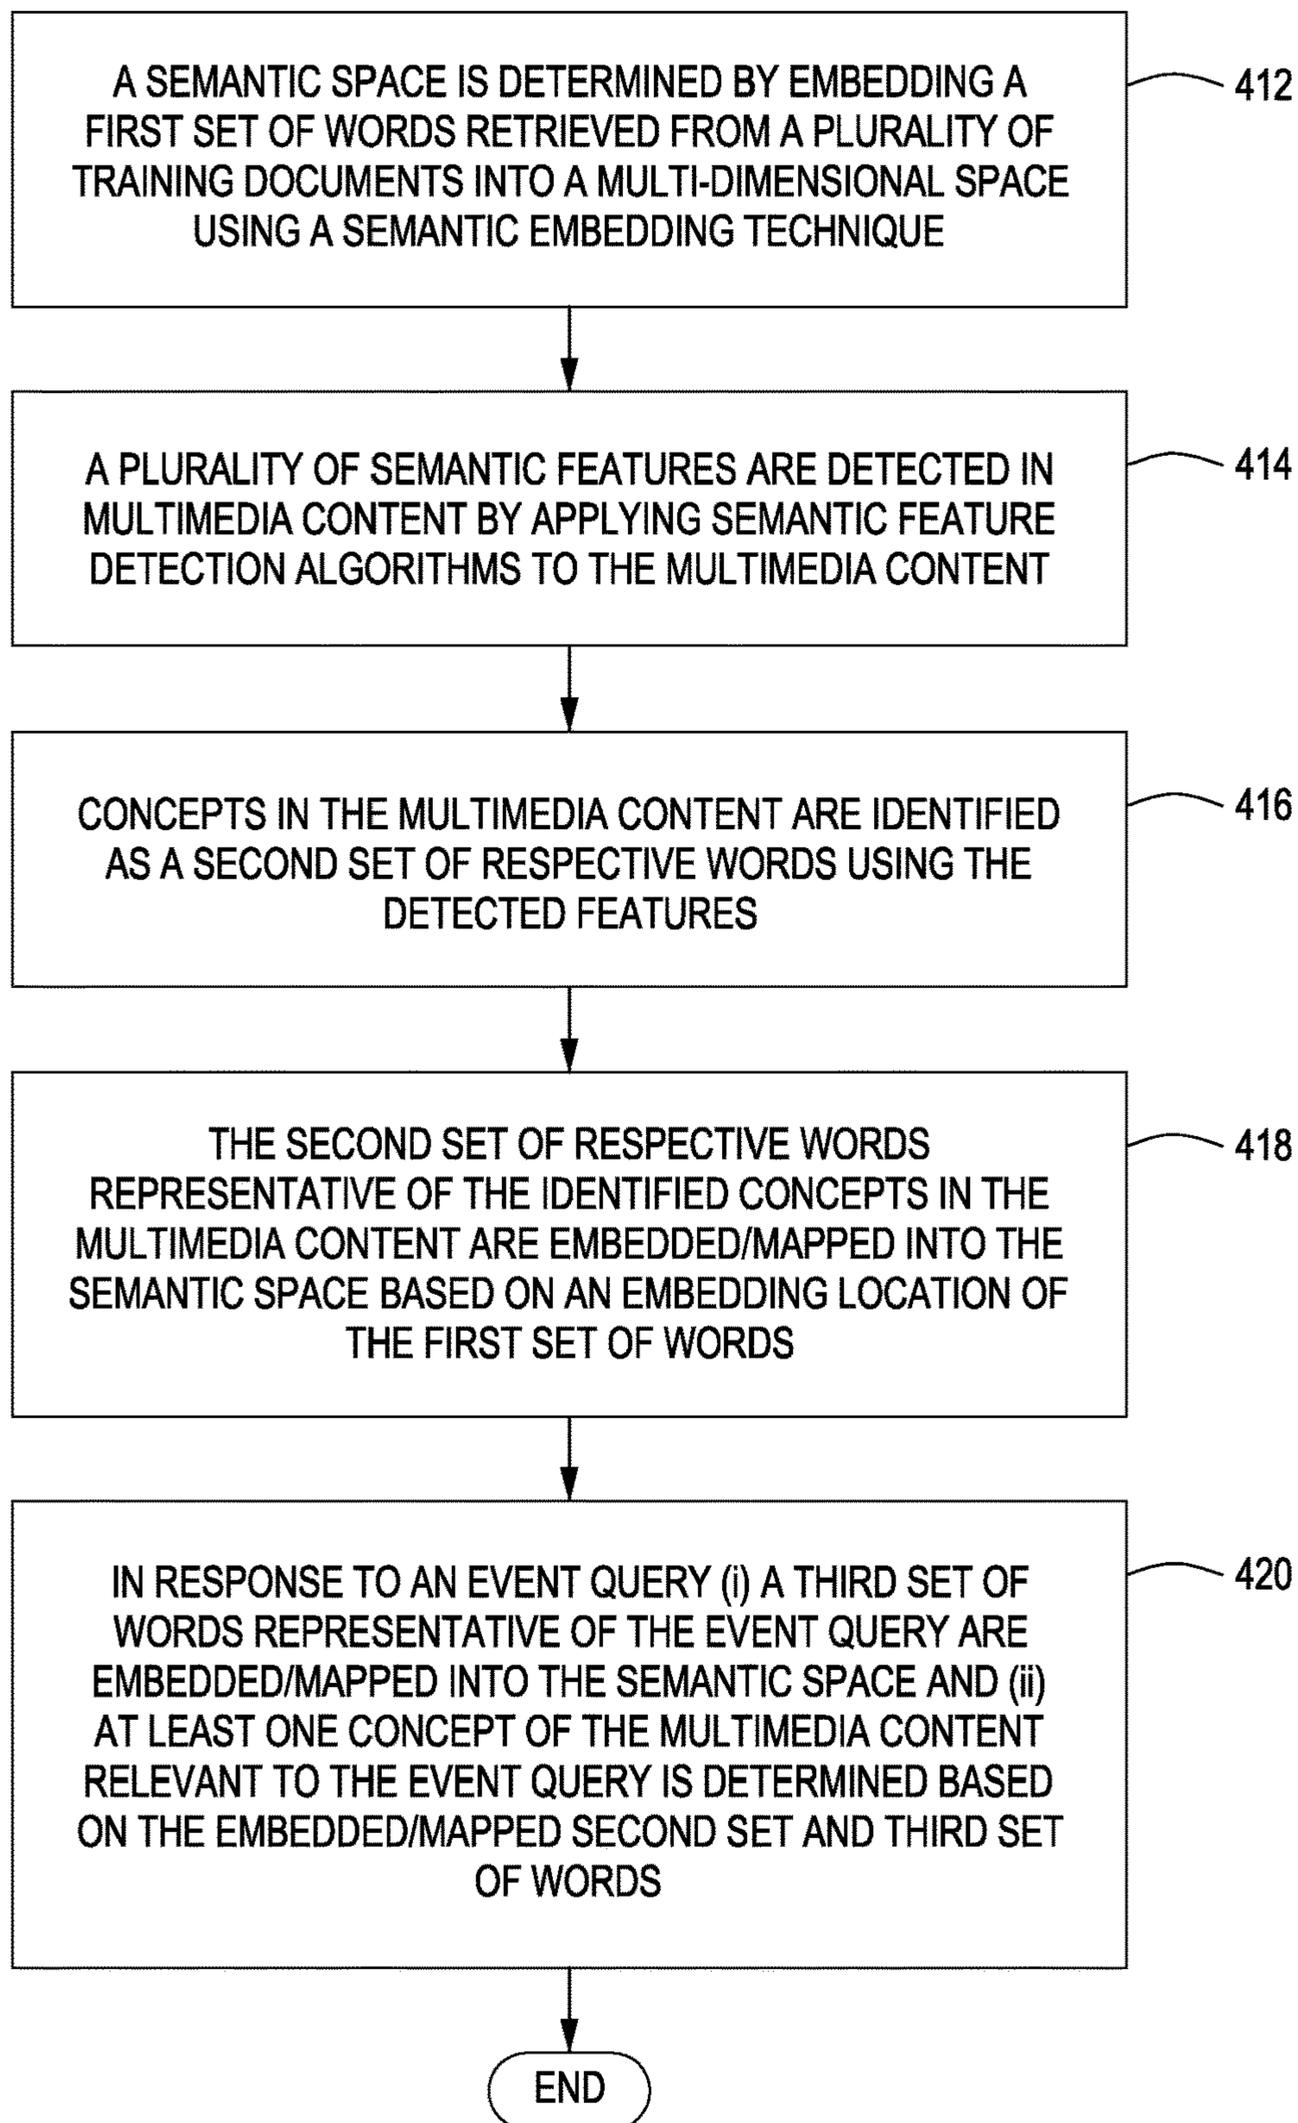 A SEMANTIC SPACE IS DETERMINED BY EMBEDDING A
FIRST SET OF WORDS RETRIEVED FROM A PLURALITY OF
TRAINING DOCUMENTS INTO A MULTI-DIMENSIONAL SPACE
USING A SEMANTIC EMBEDDING TECHNIQUE
412
A PLURALITY OF SEMANTIC FEATURES ARE DETECTED IN
MULTIMEDIA CONTENT BY APPLYING SEMANTIC FEATURE
DETECTION ALGORITHMS TO THE MULTIMEDIA CONTENT
414
CONCEPTS IN THE MULTIMEDIA CONTENT ARE IDENTIFIED
AS A SECOND SET OF RESPECTIVE WORDS USING THE
DETECTED FEATURES
416
THE SECOND SET OF RESPECTIVE WORDS
REPRESENTATIVE OF THE IDENTIFIED CONCEPTS IN THE
MULTIMEDIA CONTENT ARE EMBEDDED/MAPPED INTO THE
SEMANTIC SPACE BASED ON AN EMBEDDING LOCATION OF
THE FIRST SET OF WORDS
418
IN RESPONSE TO AN EVENT QUERY (i) A THIRD SET OF
WORDS REPRESENTATIVE OF THE EVENT QUERY ARE
EMBEDDED/MAPPED INTO THE SEMANTIC SPACE AND (ii)
AT LEAST ONE CONCEPT OF THE MULTIMEDIA CONTENT
RELEVANT TO THE EVENT QUERY IS DETERMINED BASED
ON THE EMBEDDED/MAPPED SECOND SET AND THIRD SET
OF WORDS
420
END